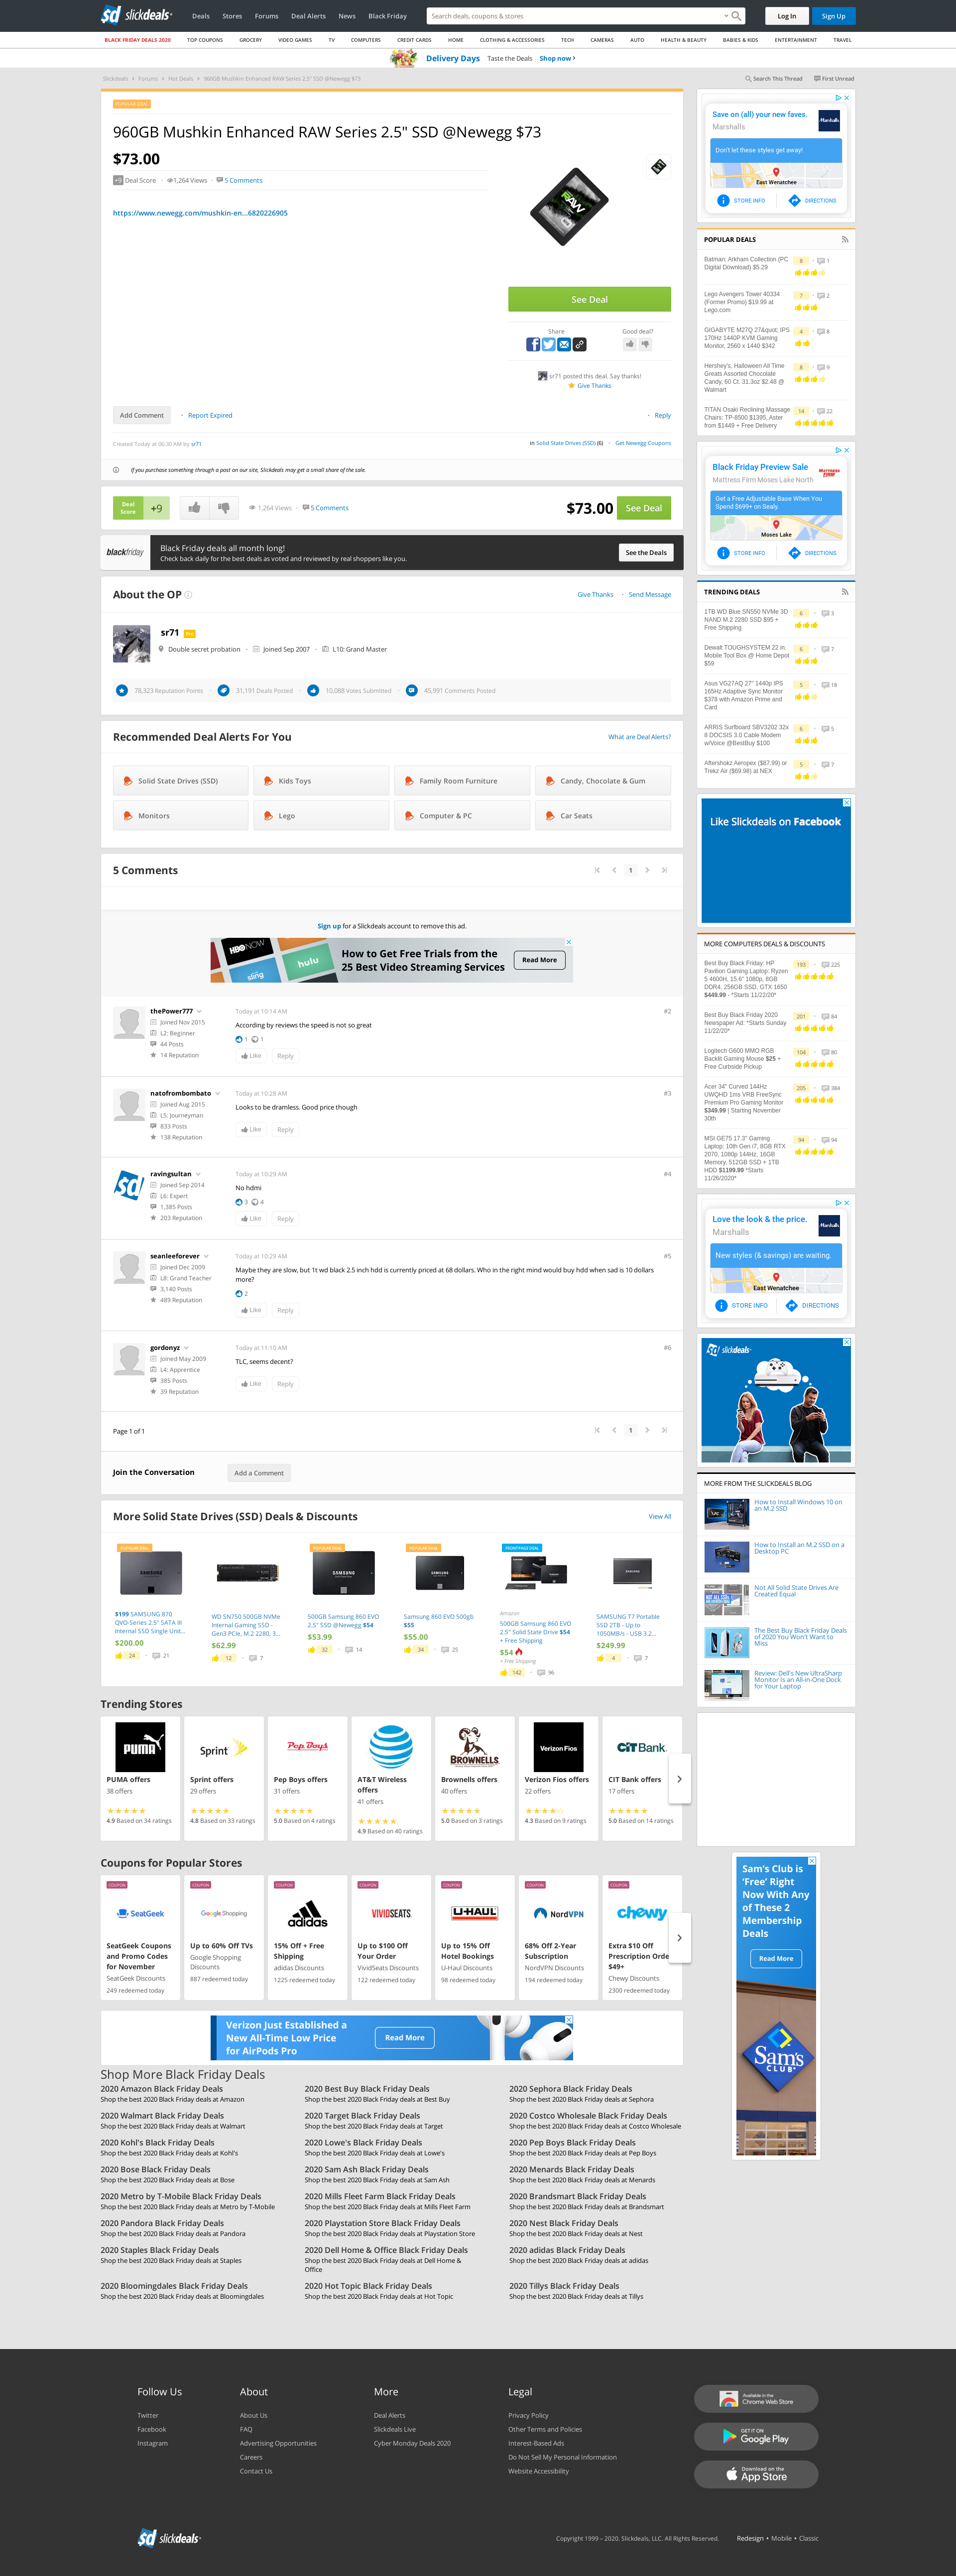 slickdeals
Deals Stores Forums Deal Alerts News Black Friday
Search deals, coupons & stores
Log In Sign Up
BLACK FRIDAY DEALS 2020 TOP COUPONS GROCERY VIDEO GAMES TV COMPUTERS CREDIT CARDS HOME CLOTHING & ACCESSORIES TECH CAMERAS AUTO HEALTH & BEAUTY BABIES & KIDS ENTERTAINMENT TRAVEL
Delivery Days Taste the Deals Shop now
Slickdeals Forums Hot Deals 960GB Mushkin Enhanced RAW Series 2.5" SSD @Newegg $73
Search This Thread First Unread
POPULAR DEAL
960GB Mushkin Enhanced RAW Series 2.5" SSD @Newegg $73
$73.00
+9 Deal Score 1,264 Views 5 Comments
https://www.newegg.com/mushkin-en...6820226905
RAW
See Deal
Share Good deal?
sr71 posted this deal. Say thanks!
Give Thanks
Add Comment Report Expired Reply
Created Today at 06:30 AM by sr71
in Solid State Drives (SSD) (6) Get Newegg Coupons
If you purchase something through a post on our site, Slickdeals may get a small share of the sale.
Deal Score +9 1,264 Views 5 Comments $73.00 See Deal
blackfriday
Black Friday deals all month long!
Check back daily for the best deals as voted and reviewed by real shoppers like you.
See the Deals
About the OP Give Thanks Send Message
sr71 Pro
Double secret probation Joined Sep 2007 L10: Grand Master
78,323 Reputation Points 31,191 Deals Posted 10,088 Votes Submitted 45,991 Comments Posted
Recommended Deal Alerts For You What are Deal Alerts?
Solid State Drives (SSD) Kids Toys Family Room Furniture Candy, Chocolate & Gum
Monitors Lego Computer & PC Car Seats
5 Comments 1
Sign up for a Slickdeals account to remove this ad.
HBO NOW sling hulu
How to Get Free Trials from the
25 Best Video Streaming Services
Read More
thePower777 Today at 10:14 AM #2
Joined Nov 2015
L2: Beginner
44 Posts
14 Reputation
According by reviews the speed is not so great
1 1
Like Reply
natofrombombato Today at 10:28 AM #3
Joined Aug 2015
L5: Journeyman
833 Posts
138 Reputation
Looks to be dramless. Good price though
Like Reply
ravingsultan Today at 10:29 AM #4
Joined Sep 2014
L6: Expert
1,385 Posts
203 Reputation
No hdmi
3 4
Like Reply
seanleeforever Today at 10:29 AM #5
Joined Dec 2009
L8: Grand Teacher
3,140 Posts
489 Reputation
Maybe they are slow, but 1t wd black 2.5 inch hdd is currently priced at 68 dollars. Who in the right mind would buy hdd when sad is 10 dollars
more?
2
Like Reply
gordonyz Today at 11:10 AM #6
Joined May 2009
L4: Apprentice
385 Posts
39 Reputation
TLC, seems decent?
Like Reply
Page 1 of 1 1
Join the Conversation Add a Comment
More Solid State Drives (SSD) Deals & Discounts View All
POPULAR DEAL
$199 SAMSUNG 870
QVO-Series 2.5" SATA III
Internal SSD Single Unit...
$200.00
24 21
WD SN750 500GB NVMe
Internal Gaming SSD -
Gen3 PCIe, M.2 2280, 3...
$62.99
12 7
POPULAR DEAL
SAMSUNG
500GB Samsung 860 EVO
2.5" SSD @Newegg $54
$53.99
32 14
POPULAR DEAL
SAMSUNG
Samsung 860 EVO 500gb
$55
$55.00
34 25
FRONTPAGE DEAL
Amazon
500GB Samsung 860 EVO
2.5" Solid State Drive $54
+ Free Shipping
$54
+ Free Shipping
142 96
SAMSUNG T7 Portable
SSD 2TB - Up to
1050MB/s - USB 3.2...
$249.99
4 7
Trending Stores
PUMA
PUMA offers
38 offers
4.9 Based on 34 ratings
Sprint
Sprint offers
29 offers
4.8 Based on 33 ratings
Pep Boys
Pep Boys offers
31 offers
5.0 Based on 4 ratings
AT&T Wireless
offers
41 offers
4.9 Based on 40 ratings
BROWNELLS
Brownells offers
40 offers
5.0 Based on 3 ratings
Verizon Fios
Verizon Fios offers
22 offers
4.3 Based on 9 ratings
CIT Bank
CIT Bank offers
17 offers
5.0 Based on 14 ratings
Coupons for Popular Stores
COUPON
SeatGeek
SeatGeek Coupons
and Promo Codes
for November
SeatGeek Discounts
249 redeemed today
COUPON
Google Shopping
Up to 60% Off TVs
Google Shopping
Discounts
887 redeemed today
COUPON
adidas
15% Off + Free
Shipping
adidas Discounts
1225 redeemed today
COUPON
VIVIDSEATS.
Up to $100 Off
Your Order
VividSeats Discounts
122 redeemed today
COUPON
U-HAUL
Up to 15% Off
Hotel Bookings
U-Haul Discounts
98 redeemed today
COUPON
NordVPN
68% Off 2-Year
Subscription
NordVPN Discounts
194 redeemed today
COUPON
chewy
Extra $10 Off
Prescription Orde
$49+
Chewy Discounts
2300 redeemed today
Verizon Just Established a
New All-Time Low Price
for AirPods Pro
Read More
Shop More Black Friday Deals
2020 Amazon Black Friday Deals
Shop the best 2020 Black Friday deals at Amazon
2020 Best Buy Black Friday Deals
Shop the best 2020 Black Friday deals at Best Buy
2020 Sephora Black Friday Deals
Shop the best 2020 Black Friday deals at Sephora
2020 Walmart Black Friday Deals
Shop the best 2020 Black Friday deals at Walmart
2020 Target Black Friday Deals
Shop the best 2020 Black Friday deals at Target
2020 Costco Wholesale Black Friday Deals
Shop the best 2020 Black Friday deals at Costco Wholesale
2020 Kohl's Black Friday Deals
Shop the best 2020 Black Friday deals at Kohl's
2020 Lowe's Black Friday Deals
Shop the best 2020 Black Friday deals at Lowe's
2020 Pep Boys Black Friday Deals
Shop the best 2020 Black Friday deals at Pep Boys
2020 Bose Black Friday Deals
Shop the best 2020 Black Friday deals at Bose
2020 Sam Ash Black Friday Deals
Shop the best 2020 Black Friday deals at Sam Ash
2020 Menards Black Friday Deals
Shop the best 2020 Black Friday deals at Menards
2020 Metro by T-Mobile Black Friday Deals
Shop the best 2020 Black Friday deals at Metro by T-Mobile
2020 Mills Fleet Farm Black Friday Deals
Shop the best 2020 Black Friday deals at Mills Fleet Farm
2020 Brandsmart Black Friday Deals
Shop the best 2020 Black Friday deals at Brandsmart
2020 Pandora Black Friday Deals
Shop the best 2020 Black Friday deals at Pandora
2020 Playstation Store Black Friday Deals
Shop the best 2020 Black Friday deals at Playstation Store
2020 Nest Black Friday Deals
Shop the best 2020 Black Friday deals at Nest
2020 Staples Black Friday Deals
Shop the best 2020 Black Friday deals at Staples
2020 Dell Home & Office Black Friday Deals
Shop the best 2020 Black Friday deals at Dell Home &
Office
2020 adidas Black Friday Deals
Shop the best 2020 Black Friday deals at adidas
2020 Bloomingdales Black Friday Deals
Shop the best 2020 Black Friday deals at Bloomingdales
2020 Hot Topic Black Friday Deals
Shop the best 2020 Black Friday deals at Hot Topic
2020 Tillys Black Friday Deals
Shop the best 2020 Black Friday deals at Tillys
Save on (all) your new faves.
Marshalls
Marshalls
Don't let these styles get away!
East Wenatchee
STORE INFO DIRECTIONS
POPULAR DEALS
Batman: Arkham Collection (PC
Digital Download) $5.29
8 1
Lego Avengers Tower 40334
(Former Promo) $19.99 at
Lego.com
7 2
GIGABYTE M27Q 27&quot; IPS
170Hz 1440P KVM Gaming
Monitor, 2560 x 1440 $342
4 8
Hershey's, Halloween All Time
Greats Assorted Chocolate
Candy, 60 Ct. 31.3oz $2.48 @
Walmart
8 9
TITAN Osaki Reclining Massage
Chairs: TP-8500 $1395, Aster
from $1449 + Free Delivery
14 22
Black Friday Preview Sale
Mattress Firm Moses Lake North
MATTRESS FIRM
Get a Free Adjustable Base When You
Spend $699+ on Sealy.
Moses Lake
STORE INFO DIRECTIONS
TRENDING DEALS
1TB WD Blue SN550 NVMe 3D
NAND M.2 2280 SSD $95 +
Free Shipping
6 3
Dewalt TOUGHSYSTEM 22 in.
Mobile Tool Box @ Home Depot
$59
6 7
Asus VG27AQ 27" 1440p IPS
165Hz Adaptive Sync Monitor
$378 with Amazon Prime and
Card
5 18
ARRIS Surfboard SBV3202 32x
8 DOCSIS 3.0 Cable Modem
w/Voice @BestBuy $100
6 5
Aftershokz Aeropex ($87.99) or
Trekz Air ($69.98) at NEX
5 7
Like Slickdeals on Facebook
MORE COMPUTERS DEALS & DISCOUNTS
Best Buy Black Friday: HP
Pavilion Gaming Laptop: Ryzen
5 4600H, 15.6" 1080p, 8GB
DDR4, 256GB SSD, GTX 1650
$449.99 - *Starts 11/22/20*
193 225
Best Buy Black Friday 2020
Newspaper Ad: *Starts Sunday
11/22/20*
201 84
Logitech G600 MMO RGB
Backlit Gaming Mouse $25 +
Free Curbside Pickup
104 80
Acer 34" Curved 144Hz
UWQHD 1ms VRB FreeSync
Premium Pro Gaming Monitor
$349.99 | Starting November
30th
205 384
MSI GE75 17.3" Gaming
Laptop: 10th Gen i7, 8GB RTX
2070, 1080p 144Hz, 16GB
Memory, 512GB SSD + 1TB
HDD $1199.99 *Starts
11/26/2020*
94 94
Love the look & the price.
Marshalls
Marshalls
New styles (& savings) are waiting.
East Wenatchee
STORE INFO DIRECTIONS
slickdeals
MORE FROM THE SLICKDEALS BLOG
How to Install Windows 10 on
an M.2 SSD
How to Install an M.2 SSD on a
Desktop PC
Not All Solid State Drives Are
Created Equal
The Best Buy Black Friday Deals
of 2020 You Won't Want to
Miss
Review: Dell's New UltraSharp
Monitor Is an All-in-One Dock
for Your Laptop
Sam's Club is
'Free' Right
Now With Any
of These 2
Membership
Deals
Read More
Sam's
CLUB
Follow Us
Twitter
Facebook
Instagram
About
About Us
FAQ
Advertising Opportunities
Careers
Contact Us
More
Deal Alerts
Slickdeals Live
Cyber Monday Deals 2020
Legal
Privacy Policy
Other Terms and Policies
Interest-Based Ads
Do Not Sell My Personal Information
Website Accessibility
Available in the
Chrome Web Store
GET IT ON
Google Play
Download on the
App Store
slickdeals
Copyright 1999 - 2020. Slickdeals, LLC. All Rights Reserved. Redesign • Mobile • Classic